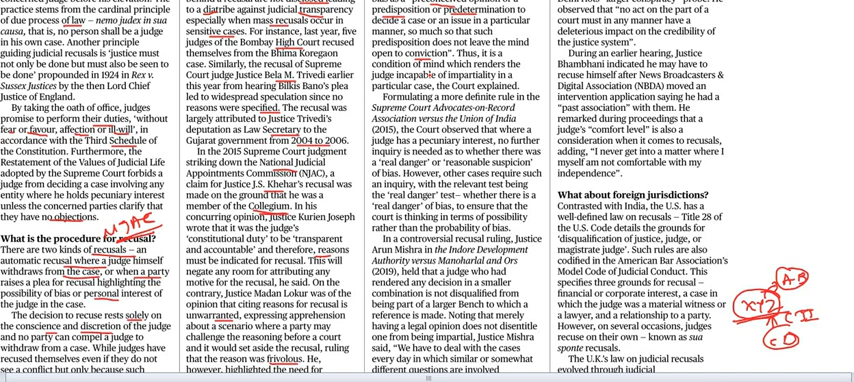 practice stems from the cardinal principle
of due process of law – nemo judex in sua
causa, that is, no person shall be a judge
in his own case. Another principle
guiding judicial recusals is 'justice must
not only be done but must also be seen to
be done' propounded in 1924 in Rex v.
Sussex Justices by the then Lord Chief
Justice of England.
By taking the oath of office, judges
promise to perform their duties, 'without
fear or favour, affection or ill-will', in
accordance with the Third Schedule of
the Constitution. Furthermore, the
Restatement of the Values of Judicial Life
adopted by the Supreme Court forbids a
judge from deciding a case involving any
entity where he holds pecuniary interest
unless the concerned parties clarify that
they have no objections.
NJAC
What is the procedure for recusal?
There are two kinds of recusals – an
automatic recusal where a judge himself
withdraws from the case, or when a party
raises a plea for recusal highlighting the
possibility of bias or personal interest of
the judge in the case.
The decision to recuse rests solely on
the conscience and discretion of the judge
and no party can compel a judge to
withdraw from a case. While judges have
recused themselves even if they do not
see a conflict but only because such
to a diatribe against judicial transparency
especially when mass recusals occur in
sensitive cases. For instance, last year, five
judges of the Bombay High Court recused
themselves from the Bhima Koregaon
case. Similarly, the recusal of Supreme
Court judge Justice Bela M. Trivedi earlier
this year from hearing Bilkis Bano's plea
led to widespread speculation since no
reasons were specified. The recusal was
largely attributed to Justice Trivedi's
deputation as Law Secretary to the
Gujarat government from 2004 to 2006.
In the 2015 Supreme Court judgment
striking down the National Judicial
Appointments Commission (NJAC), a
claim for Justice J.S. Khehar's recusal was
made on the ground that he was a
member of the Collegium. In his
concurring opinion, Justice Kurien Joseph
wrote that it was the judge's
'constitutional duty' to be 'transparent
and accountable' and therefore, reasons
must be indicated for recusal. This will
negate any room for attributing any
motive for the recusal, he said. On the
contrary, Justice Madan Lokur was of the
opinion that citing reasons for recusal is
unwarranted, expressing apprehension
about a scenario where a party may
challenge the reasoning before a court
and it would set aside the recusal, ruling
that the reason was frivolous. He,
however, highlighted the need for
predisposition or predetermination to
decide a case or an issue in a particular
manner, so much so that such
predisposition does not leave the mind
open to conviction". Thus, it is a
condition of mind which renders the
judge incapable of impartiality in a
particular case, the Court explained.
Formulating a more definite rule in the
Supreme Court Advocates-on-Record
Association versus the Union of India
(2015), the Court observed that where a
judge has a pecuniary interest, no further
inquiry is needed as to whether there was
a 'real danger' or 'reasonable suspicion'
of bias. However, other cases require such
an inquiry, with the relevant test being
the 'real danger' test– whether there is a
'real danger' of bias, to ensure that the
court is thinking in terms of possibility
rather than the probability of bias.
In a controversial recusal ruling, Justice
Arun Mishra in the Indore Development
Authority versus Manoharlal and Ors
(2019), held that a judge who had
rendered any decision in a smaller
combination is not disqualified from
being part of a larger Bench to which a
reference is made. Noting that merely
having a legal opinion does not disentitle
one from being impartial, Justice Mishra
said, "We have to deal with the cases
every day in which similar or somewhat
different questions are involved
observed that "no act on the part of a
court must in any manner have a
deleterious impact on the credibility of
the justice system".
During an earlier hearing, Justice
Bhambhani indicated he may have to
recuse himself after News Broadcasters &
Digital Association (NBDA) moved an
intervention application saying he had a
"past association" with them. He
remarked during proceedings that a
judge's "comfort level" is also a
consideration when it comes to recusals,
adding, "I never get into a matter where I
myself am not comfortable with my
independence".
What about foreign jurisdictions?
Contrasted with India, the U.S. has a
well-defined law on recusals – Title 28 of
the U.S. Code details the grounds for
'disqualification of justice, judge, or
magistrate judge'. Such rules are also
codified in the American Bar Association's
Model Code of Judicial Conduct. This
specifies three grounds for recusal –
financial or corporate interest, a case in
which the judge was a material witness or
a lawyer, and a relationship to a party.
However, on several occasions, judges
recuse on their own – known as sua
sponte recusals.
The U.K.'s law on judicial recusals
evolved through judicial
A-B
XYZ